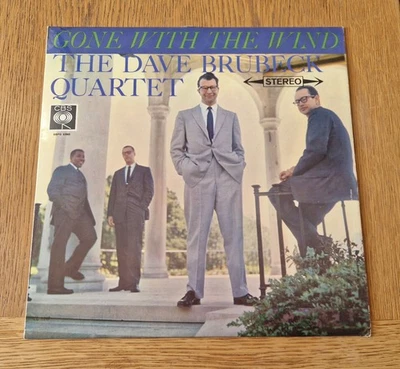 GONE WITH THE WIND
THE DAVE BRUBECK
QUARTET
STEREO
CBS